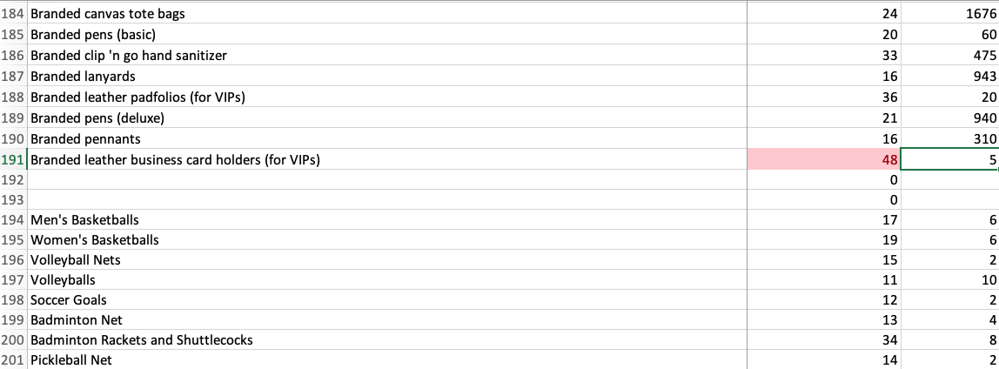 184 Branded canvas tote bags 24 1676
185 Branded pens (basic) 20 60
186 Branded clip 'n go hand sanitizer 33 475
187 Branded lanyards 16 943
188 Branded leather padfolios (for VIPs) 36 20
189 Branded pens (deluxe) 21 940
190 Branded pennants 16 310
191 Branded leather business card holders (for VIPs) 48 5
192 0
193 0
194 Men's Basketballs 17 6
195 Women's Basketballs 19 6
196 Volleyball Nets 15 2
197 Volleyballs 11 10
198 Soccer Goals 12 2
199 Badminton Net 13 4
200 Badminton Rackets and Shuttlecocks 34 8
201 Pickleball Net 14 2